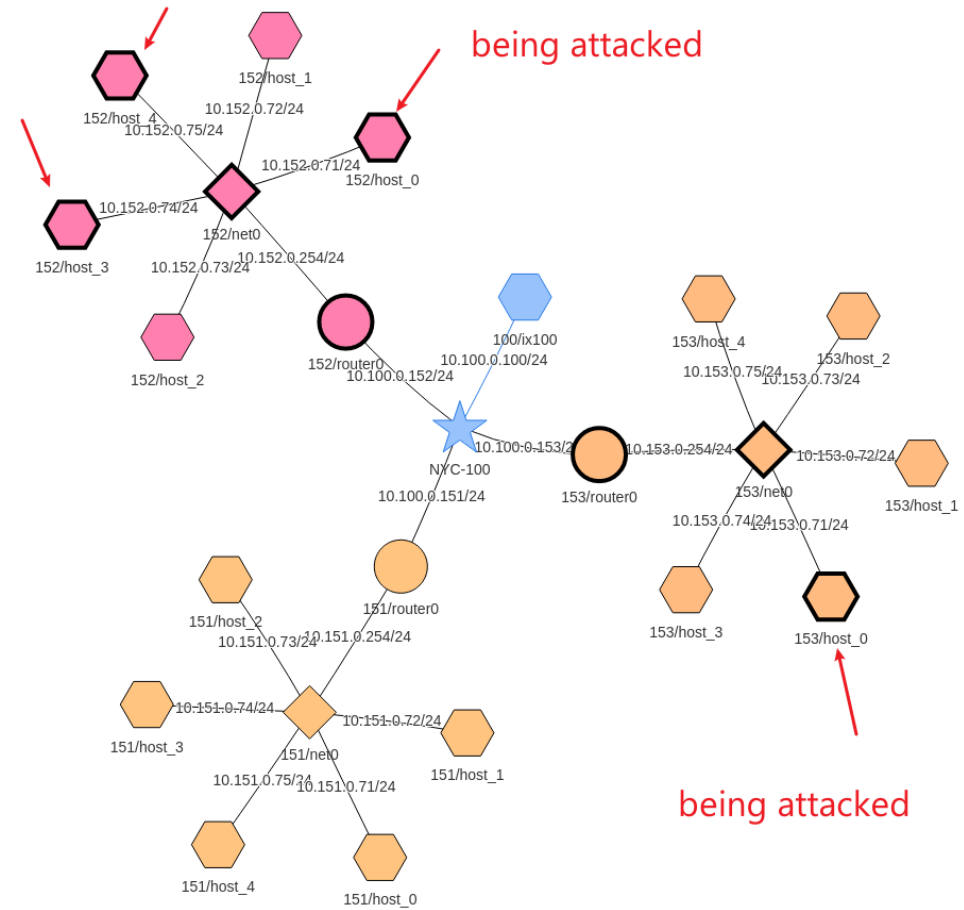 being attacked
152/host_1
10.152.0.72/24
152/host_4
10.152.0.75/24
10.152.0.71/24
152/host_0
10.152.0.74/24
152/net0
152/host_3
10.152.0.73/24
10.152.0.254/24
152/router0
10.100.0.152/24
152/host_2
100/ix100
10.100.0.100/24
NYC-100
10.100.0.153/2
153/router0
10.153.0.254/24
153/host_4
153/host_2
10.153.0.75/24
10.153.0.73/24
10.153.0.72/24
153/net0
153/host_1
10.153.0.74/24
10.153.0.71/24
153/host_3
153/host_0
10.100.0.151/24
151/router0
151/host_2
10.151.0.73/24
10.151.0.254/24
10.151.0.74/24
10.151.0.72/24
151/host_3
151/net0
151/host_1
10.151.0.75/24
10.151.0.71/24
151/host_4
151/host_0
being attacked